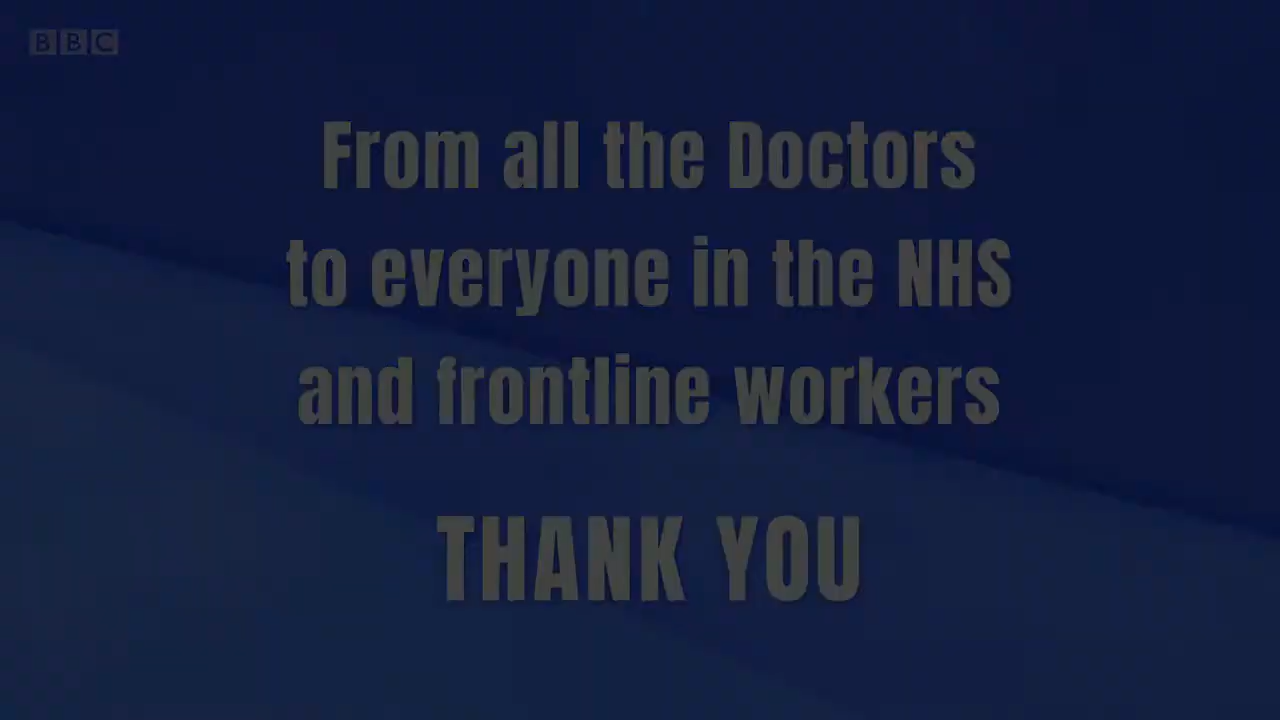 BBC
From all the Doctors
to everyone in the NHS
and frontline workers
THANK YOU